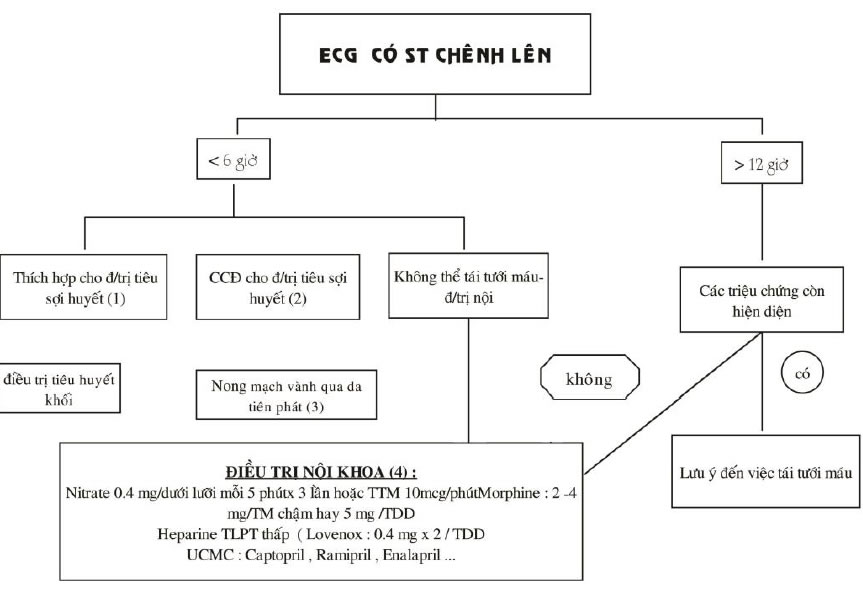 ECG CÓ ST CHÊNH LÊN
< 6 giờ
> 12 giờ
Thích hợp cho đ/trị tiêu
sợi huyết (1)
CCĐ cho đ/trị tiêu sợi
huyết (2)
Không thể tái tưới máu-
đ/trị nội
Các triệu chứng còn
hiện diện
điều trị tiêu huyết
khối
Nong mạch vành qua da
tiên phát (3)
không
có
ĐIỀU TRỊ NỘI KHOA (4) :
Nitrate 0.4 mg/dưới lưỡi mỗi 5 phútx 3 lần hoặc TTM 10mcg/phútMorphine : 2 -4
mg/TM chậm hay 5 mg /TDD
Heparine TLPT thấp ( Lovenox : 0.4 mg x 2 / TDD
UCMC : Captopril , Ramipril , Enalapril ...
Lưu ý đến việc tái tưới máu